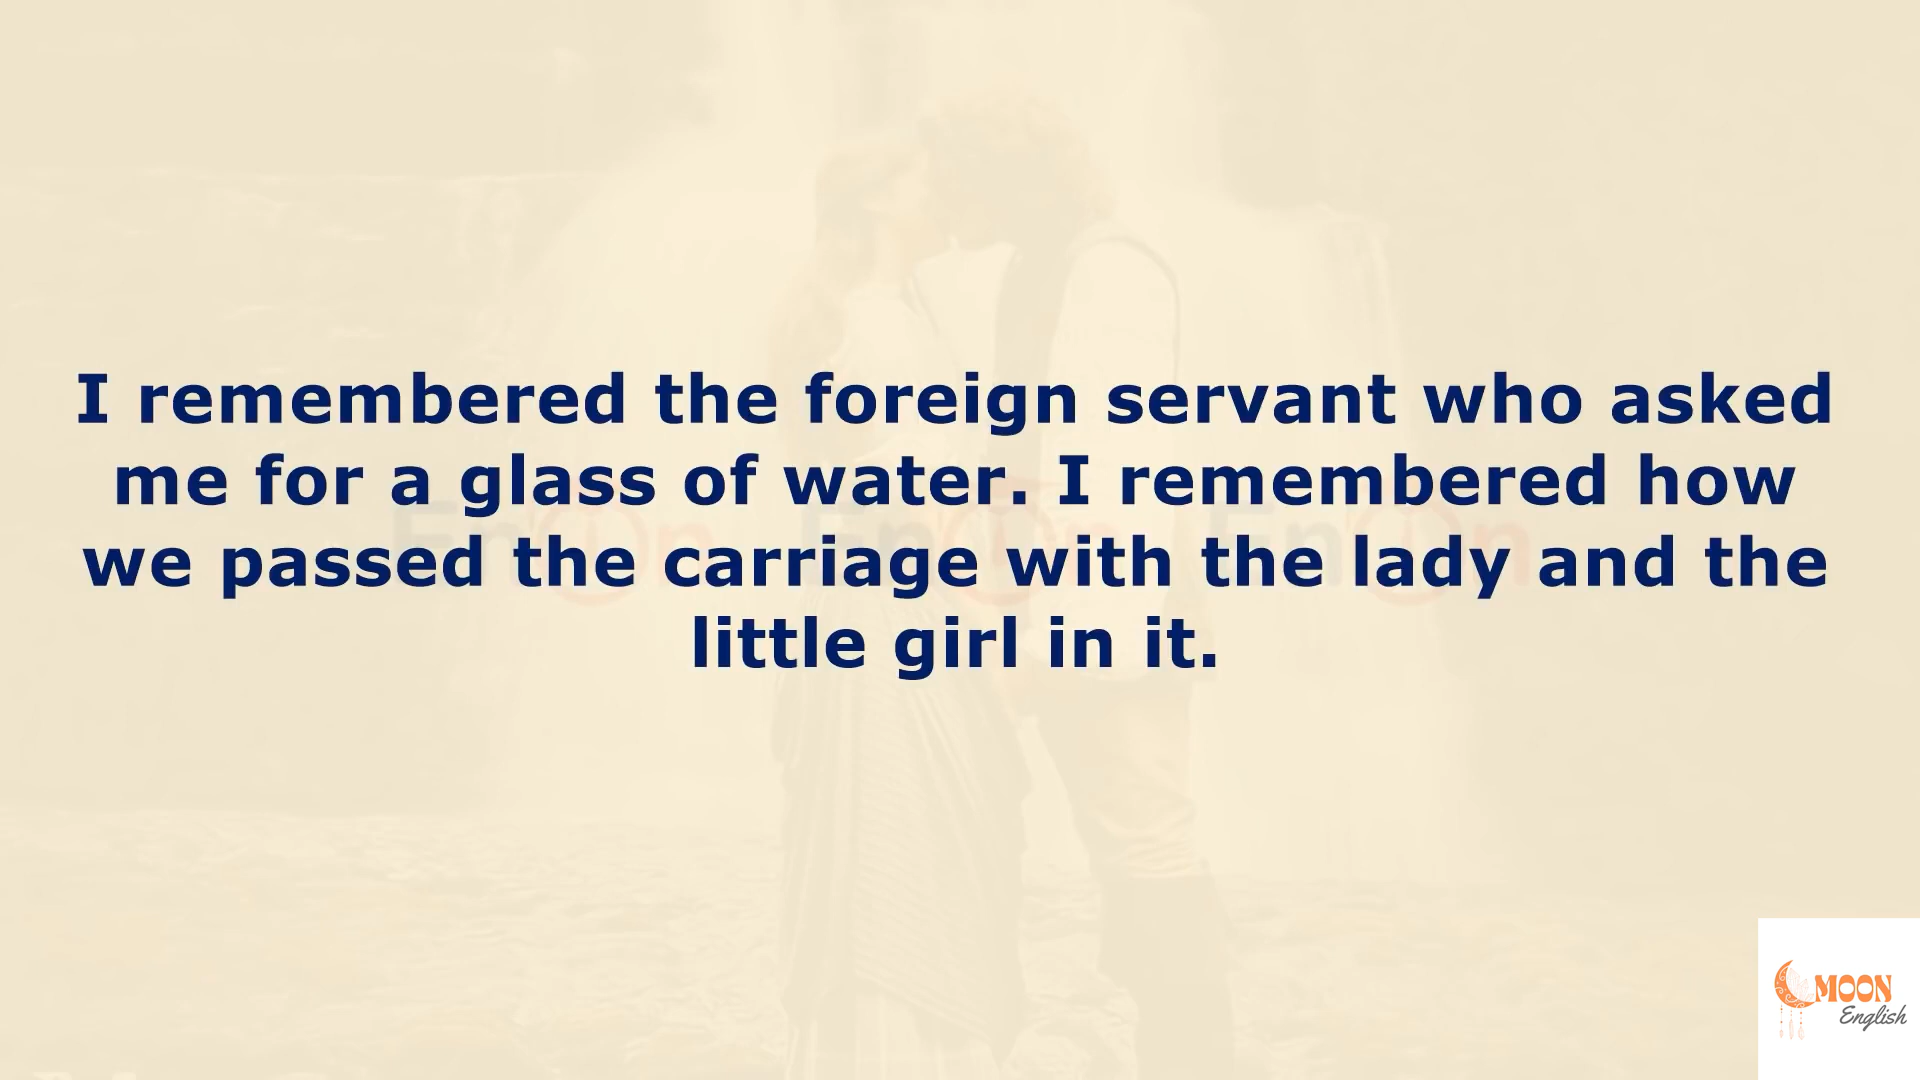 I remembered the foreign servant who asked
me for a glass of water. I remembered how
we passed the carriage with the lady and the
little girl in it.
MOON
English